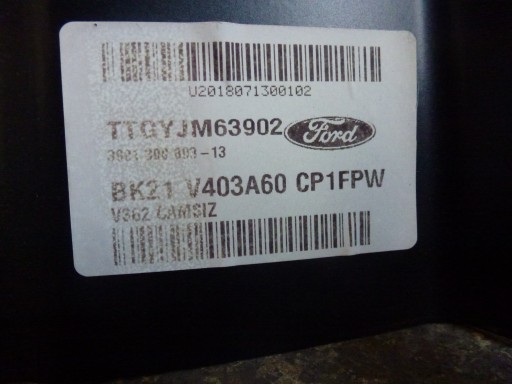 U2018071300102
TTGYJM63902 Ford
BK21 V403A60 CP1FPW
V362 CAMSIZ